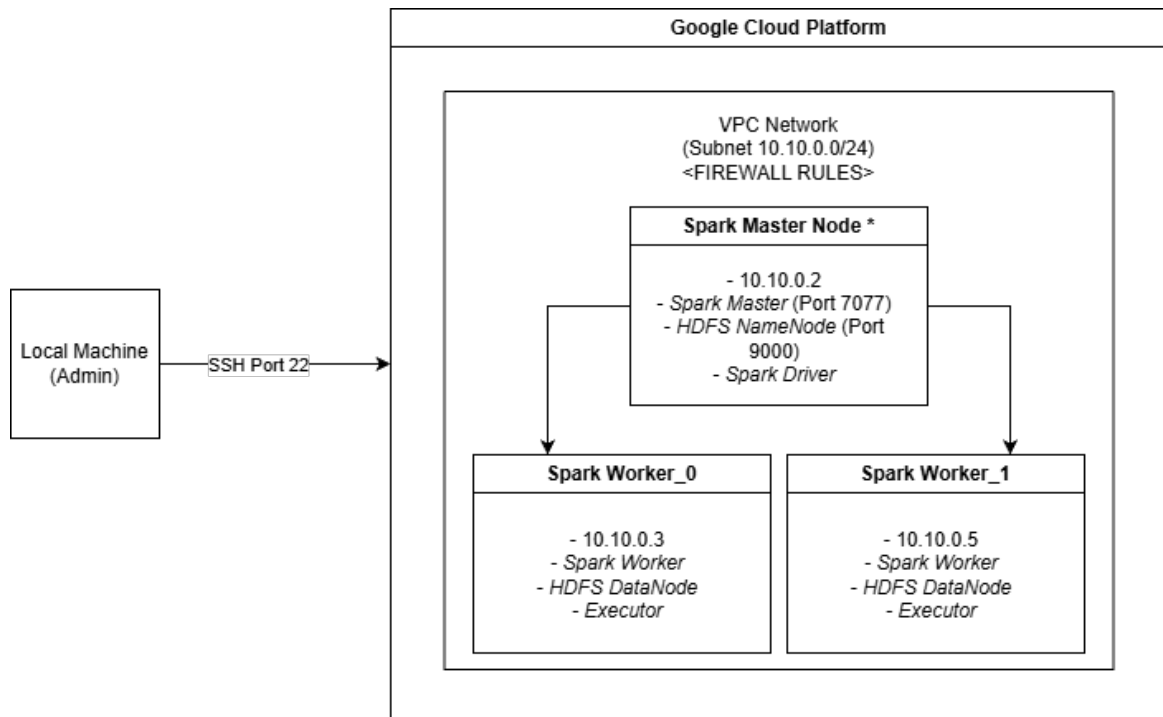 Google Cloud Platform
VPC Network
(Subnet 10.10.0.0/24)
<FIREWALL RULES>
Spark Master Node *
- 10.10.0.2
- Spark Master (Port 7077)
- HDFS NameNode (Port
9000)
- Spark Driver
Local Machine
(Admin)
SSH Port 22
Spark Worker_0
- 10.10.0.3
- Spark Worker
- HDFS DataNode
- Executor
Spark Worker_1
- 10.10.0.5
- Spark Worker
- HDFS DataNode
- Executor